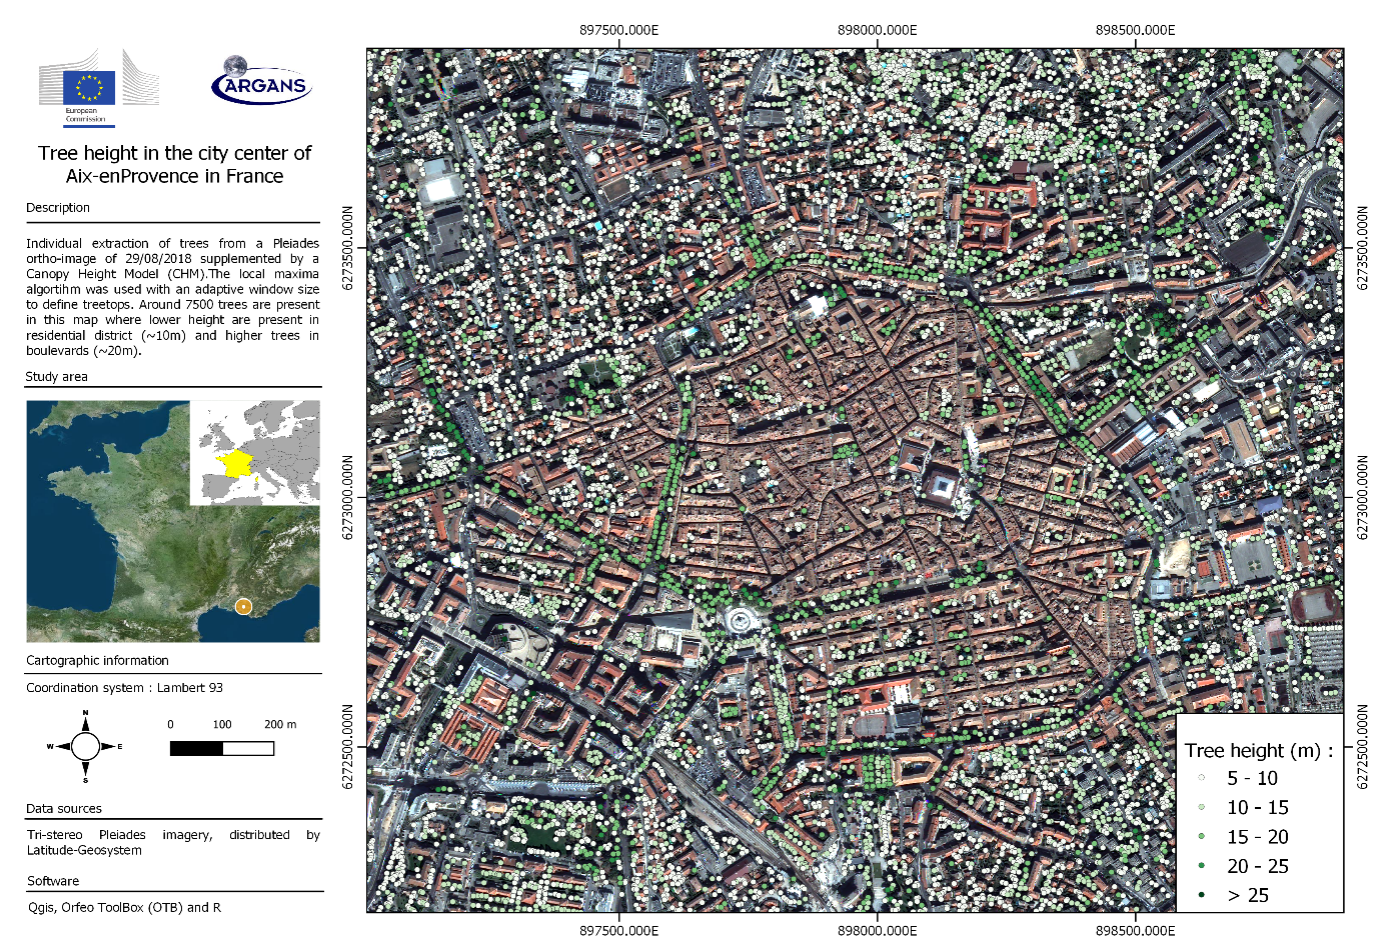 European
Commission
ARGANS
Tree height in the city center of
Aix-enProvence in France
Description
Individual extraction of trees from a Pleiades
ortho-image of 29/08/2018 supplemented by a
Canopy Height Model (CHM).The local maxima
algortihm was used with an adaptive window size
to define treetops. Around 7500 trees are present
in this map where lower height are present in
residential district (~10m) and higher trees in
boulevards (~20m).
Study area
Cartographic information
Coordination system : Lambert 93
N
W E
S
0 100 200 m
Data sources
Tri-stereo Pleiades imagery, distributed by
Latitude-Geosystem
Software
Qgis, Orfeo ToolBox (OTB) and R
897500.000E 898000.000E 898500.000E
6273500.000N 6273500.000N
6273000.000N 6273000.000N
6272500.000N 6272500.000N
Tree height (m) :
5 - 10
10 - 15
15 - 20
20 - 25
> 25
897500.000E 898000.000E 898500.000E